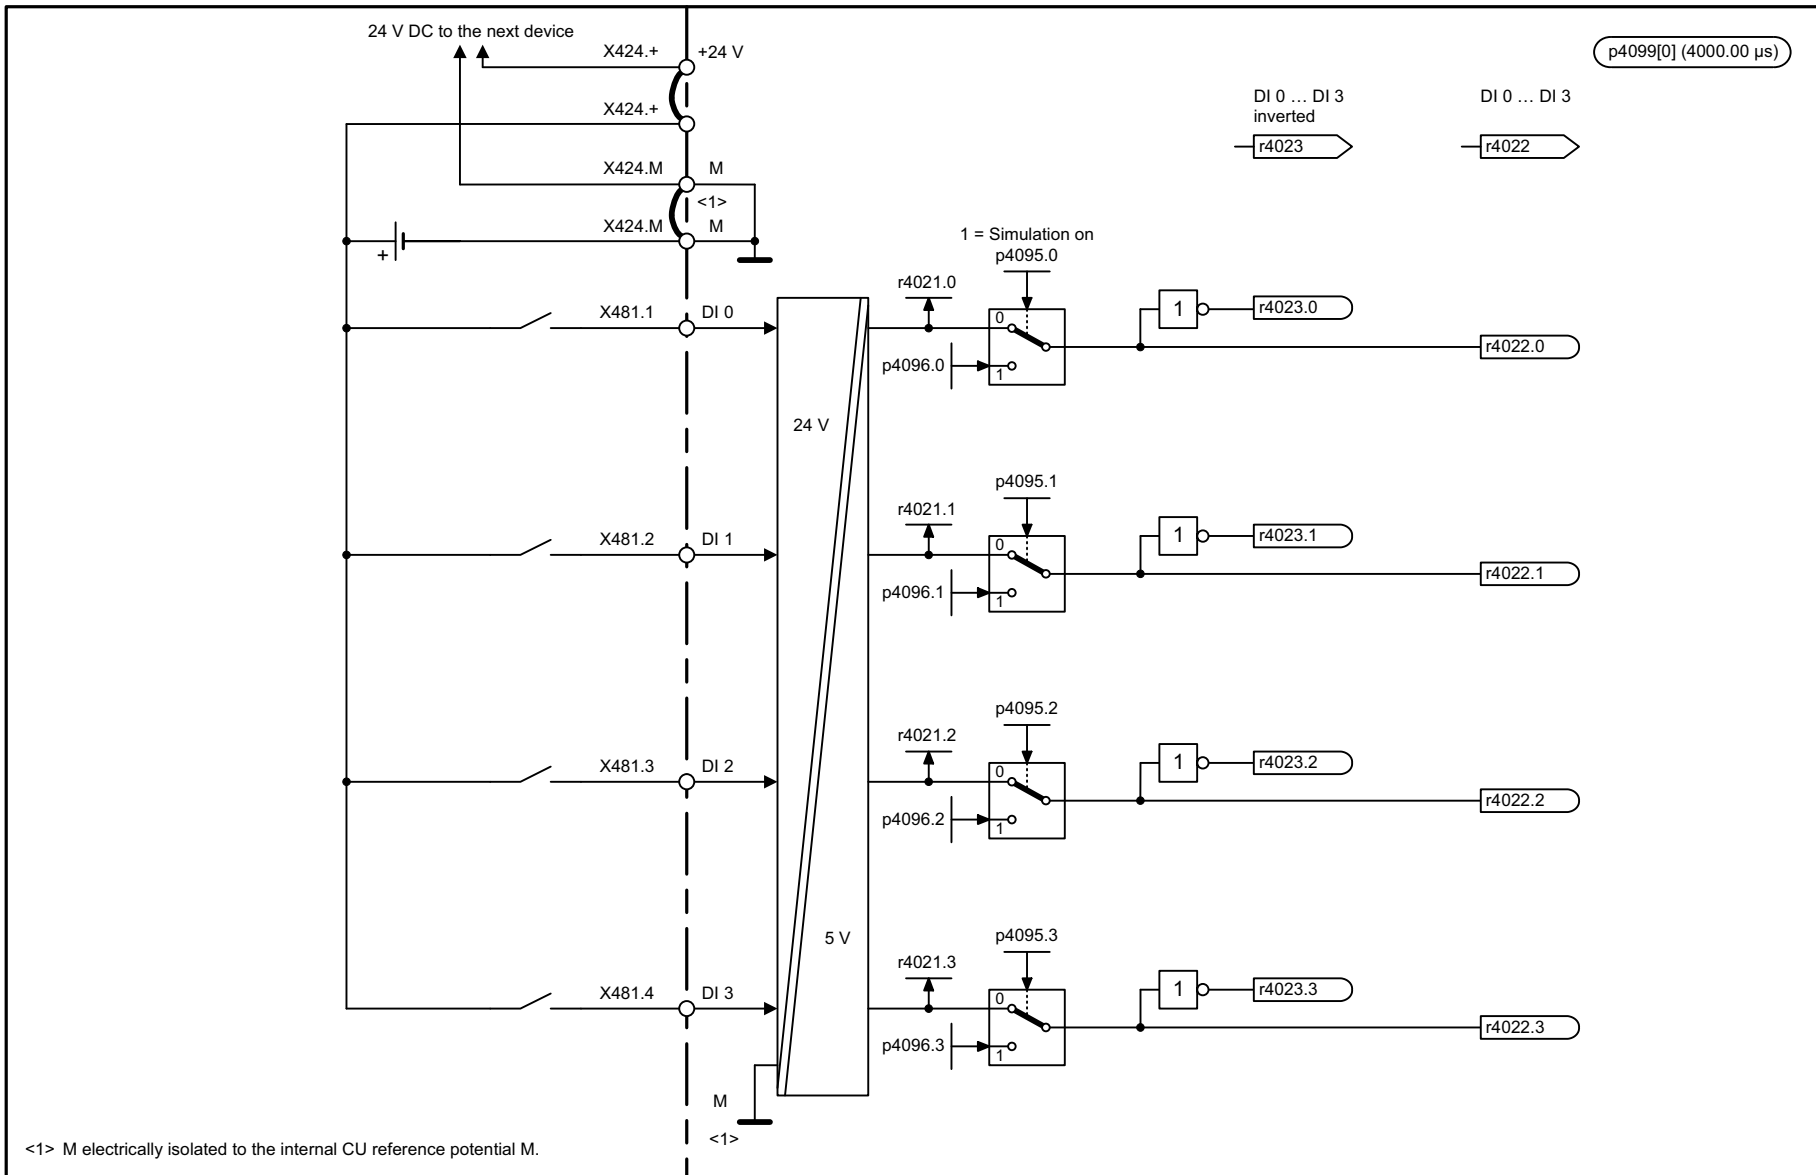 24 V DC to the next device
X424.+
+24 V
p4099[0] (4000.00 µs)
X424.+
DI 0 … DI 3
inverted
DI 0 … DI 3
r4023
r4022
X424.M
M
<1>
X424.M
M
+
1 = Simulation on
p4095.0
r4021.0
X481.1
DI 0
0
1
r4023.0
r4022.0
p4096.0
1
24 V
p4095.1
r4021.1
X481.2
DI 1
0
1
r4023.1
r4022.1
p4096.1
1
p4095.2
r4021.2
X481.3
DI 2
0
1
r4023.2
r4022.2
p4096.2
1
5 V
p4095.3
r4021.3
X481.4
DI 3
0
1
r4023.3
r4022.3
p4096.3
1
M
<1>
<1> M electrically isolated to the internal CU reference potential M.